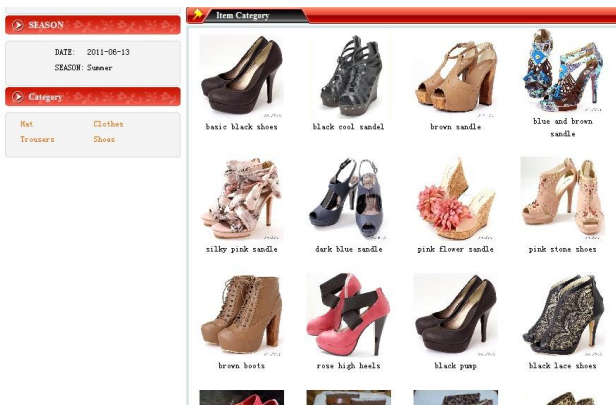 SEASON
DATE: 2011-06-13
SEASON: Summer
Category
Hat Clothes
Trousers Shoes
Item Category
basic black shoes
black cool sandel
brown sandle
blue and brown
sandle
silky pink sandle
dark blue sandle
pink flower sandle
pink stone shoes
brown boots
rose high heels
black pump
black lace shoes